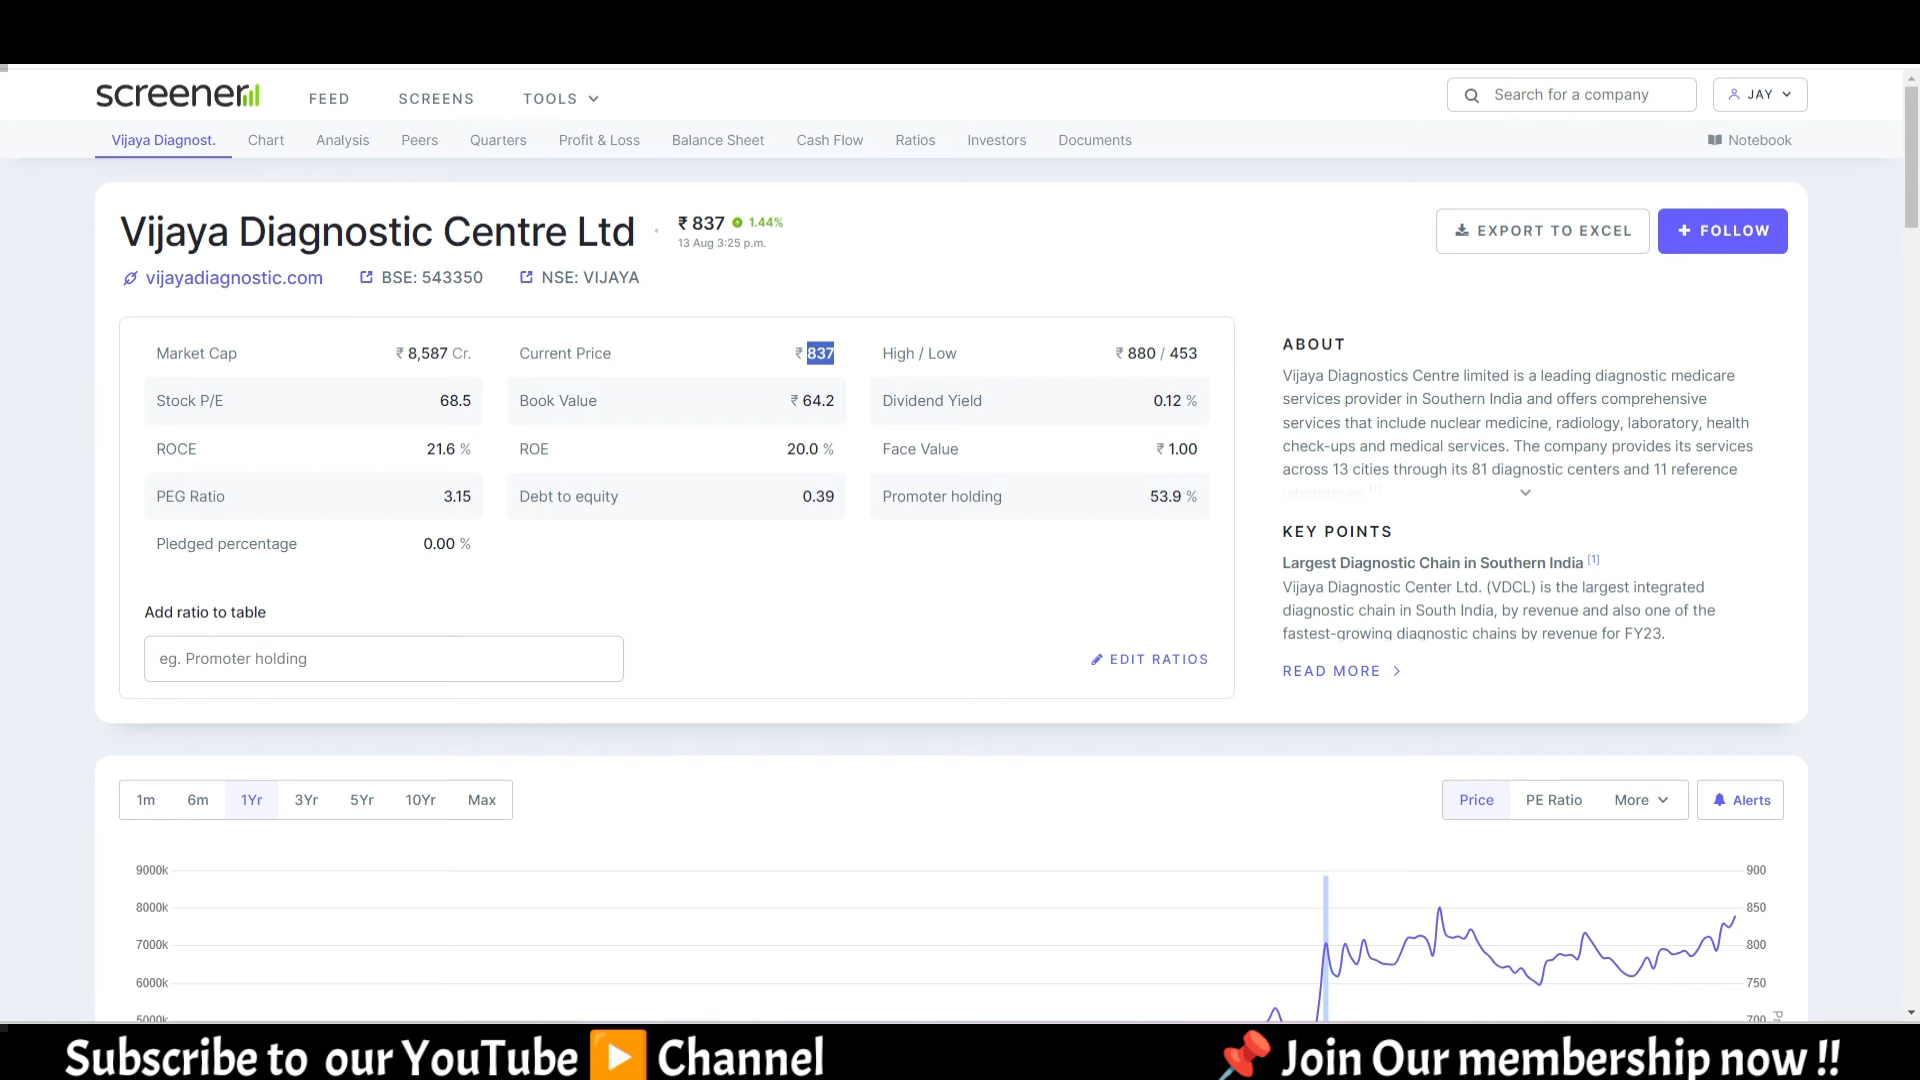 screener
FEED
SCREENS
TOOLS
Search for a company
JAY
Vijaya Diagnost.
Chart
Analysis
Peers
Quarters
Profit & Loss
Balance Sheet
Cash Flow
Ratios
Investors
Documents
Notebook
Vijaya Diagnostic Centre Ltd
₹ 837 1.44%
13 Aug 3:25 p.m.
EXPORT TO EXCEL
+ FOLLOW
vijayadiagnostic.com
BSE: 543350
NSE: VIJAYA
Market Cap ₹ 8,587 Cr.
Current Price ₹ 837
High / Low ₹ 880 / 453
Stock P/E 68.5
Book Value ₹ 64.2
Dividend Yield 0.12 %
ROCE 21.6 %
ROE 20.0 %
Face Value ₹ 1.00
PEG Ratio 3.15
Debt to equity 0.39
Promoter holding 53.9 %
Pledged percentage 0.00 %
Add ratio to table
eg. Promoter holding
EDIT RATIOS
ABOUT
Vijaya Diagnostics Centre limited is a leading diagnostic medicare
services provider in Southern India and offers comprehensive
services that include nuclear medicine, radiology, laboratory, health
check-ups and medical services. The company provides its services
across 13 cities through its 81 diagnostic centers and 11 reference
laboratories. [1]
KEY POINTS
Largest Diagnostic Chain in Southern India [1]
Vijaya Diagnostic Center Ltd. (VDCL) is the largest integrated
diagnostic chain in South India, by revenue and also one of the
fastest-growing diagnostic chains by revenue for FY23.
READ MORE
1m
6m
1Yr
3Yr
5Yr
10Yr
Max
Price
PE Ratio
More
Alerts
9000k
8000k
7000k
6000k
5000k
900
850
800
750
700
Subscribe to our YouTube Channel
Join Our membership now !!